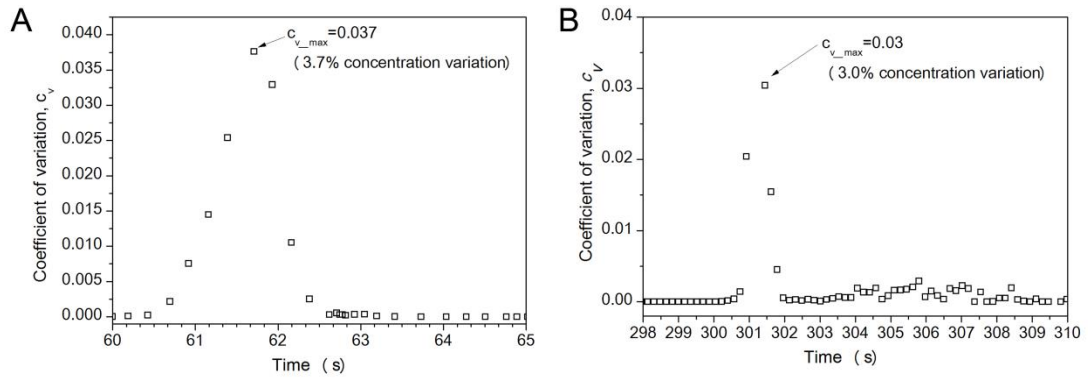 A
Coefficient of variation, c_v
0.040
0.035
0.030
0.025
0.020
0.015
0.010
0.005
0.000
c_v_max=0.037
( 3.7% concentration variation)
60 61 62 63 64 65
Time ( s)
B
Coefficient of variation, c_v
0.04
0.03
0.02
0.01
0.00
c_v_max=0.03
( 3.0% concentration variation)
298 299 300 301 302 303 304 305 306 307 308 309 310
Time ( s)